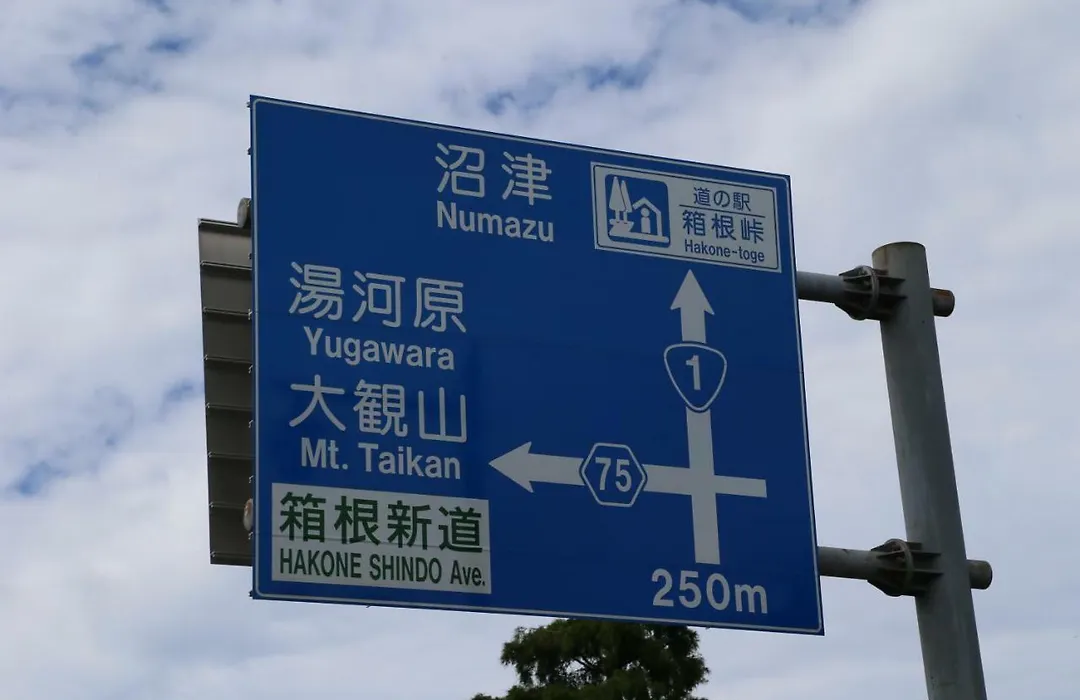 沼津
Numazu
道の駅
箱根峠
Hakone-toge
湯河原
Yugawara
大観山
Mt. Taikan
箱根新道
HAKONE SHINDO Ave.
1
75
250m